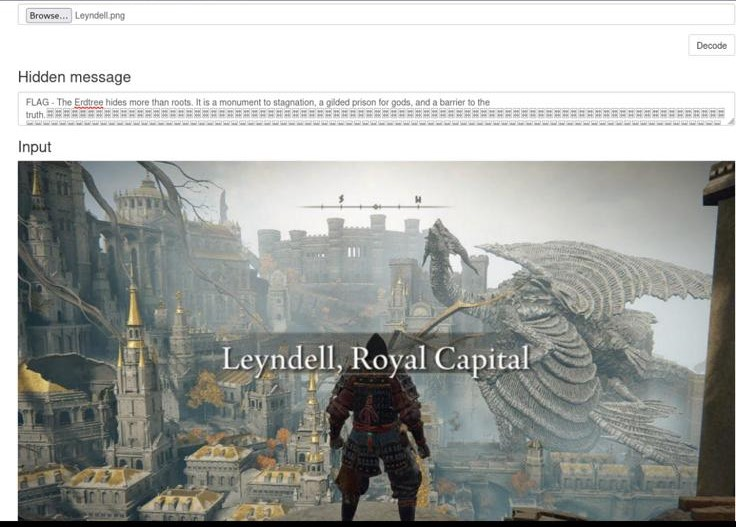 Browse... Leyndell.png
Decode
Hidden message
FLAG - The Erdtree hides more than roots. It is a monument to stagnation, a gilded prison for gods, and a barrier to the
truth.
Input
S W
Leyndell, Royal Capital